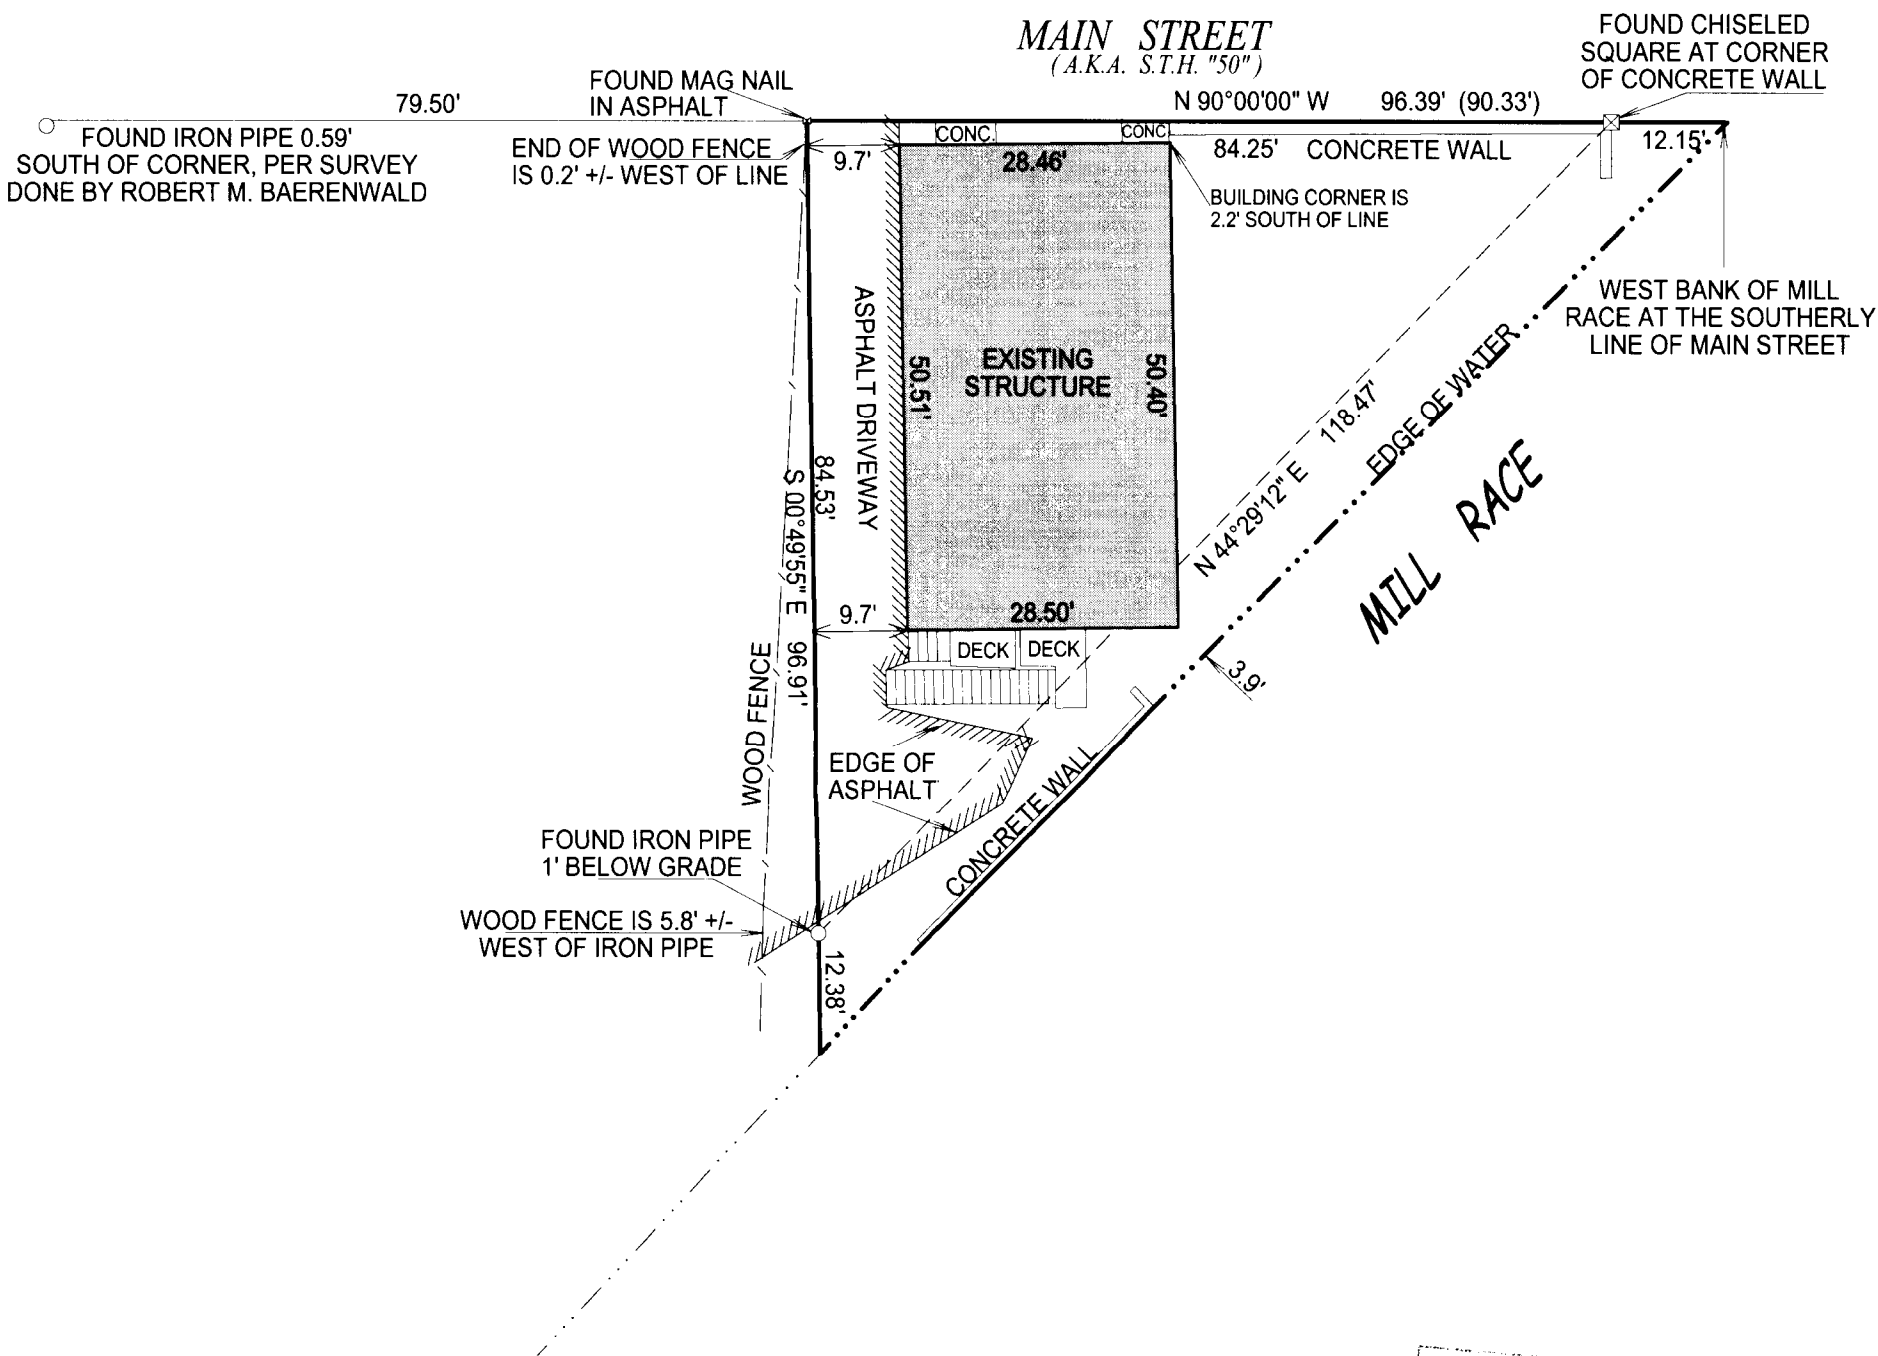 MAIN STREET
(A.K.A. S.T.H. "50")
FOUND CHISELED
SQUARE AT CORNER
OF CONCRETE WALL
FOUND MAG NAIL
IN ASPHALT
79.50'
N 90°00'00" W 96.39' (90.33')
FOUND IRON PIPE 0.59'
SOUTH OF CORNER, PER SURVEY
DONE BY ROBERT M. BAERENWALD
END OF WOOD FENCE
IS 0.2' +/- WEST OF LINE
CONC.
CONC
9.7'
28.46'
84.25' CONCRETE WALL
12.15'
BUILDING CORNER IS
2.2' SOUTH OF LINE
WEST BANK OF MILL
RACE AT THE SOUTHERLY
LINE OF MAIN STREET
ASPHALT DRIVEWAY
50.51'
EXISTING
STRUCTURE
50.40'
84.53'
S 00°49'55" E 96.91'
N 44°29'12" E 118.47'
EDGE OF WATER
MILL RACE
9.7'
28.50'
DECK
DECK
3.9'
WOOD FENCE
EDGE OF
ASPHALT
CONCRETE WALL
FOUND IRON PIPE
1' BELOW GRADE
WOOD FENCE IS 5.8' +/-
WEST OF IRON PIPE
12.38'